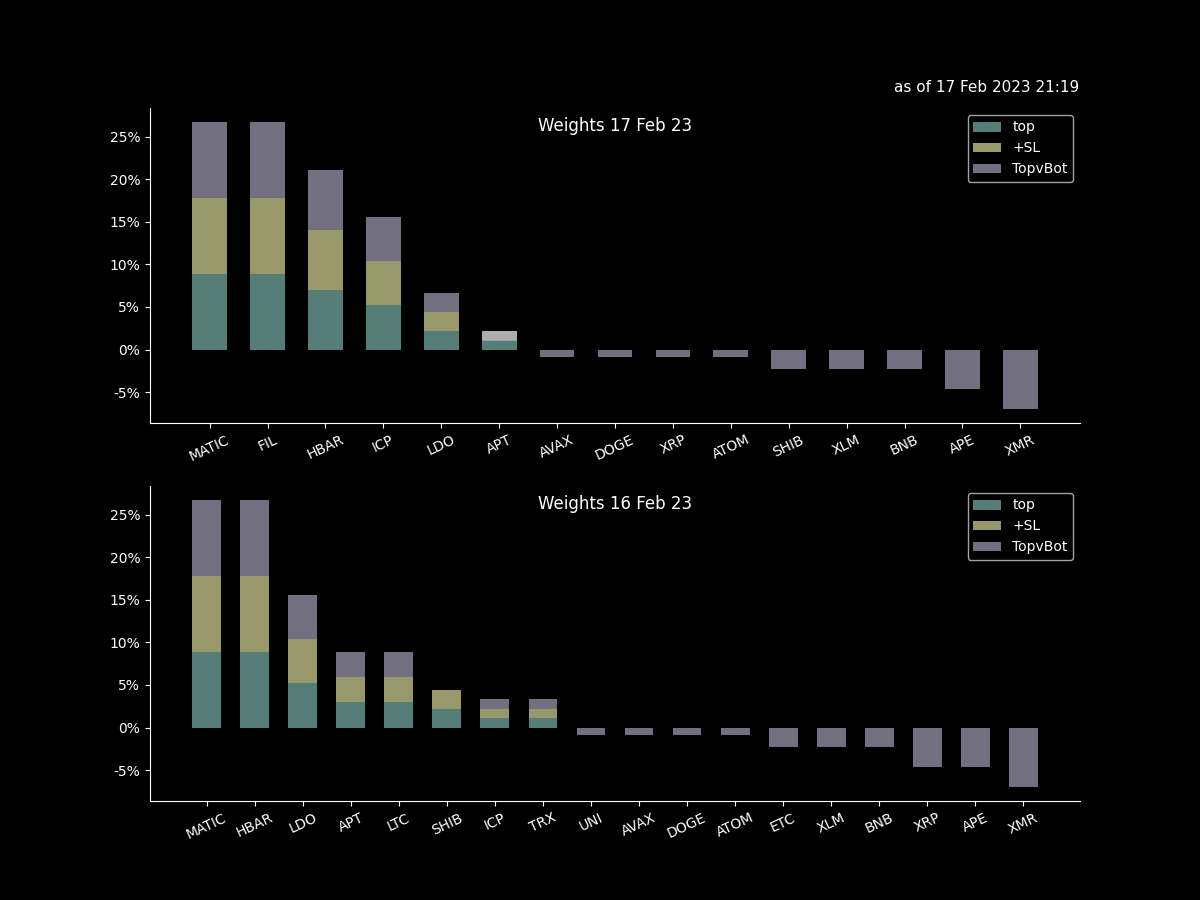 as of 17 Feb 2023 21:19
Weights 17 Feb 23
top
+SL
TopvBot
25%
20%
15%
10%
5%
0%
-5%
MATIC FIL HBAR ICP LDO APT AVAX DOGE XRP ATOM SHIB XLM BNB APE XMR
Weights 16 Feb 23
top
+SL
TopvBot
25%
20%
15%
10%
5%
0%
-5%
MATIC HBAR LDO APT LTC SHIB ICP TRX UNI AVAX DOGE ATOM ETC XLM BNB XRP APE XMR